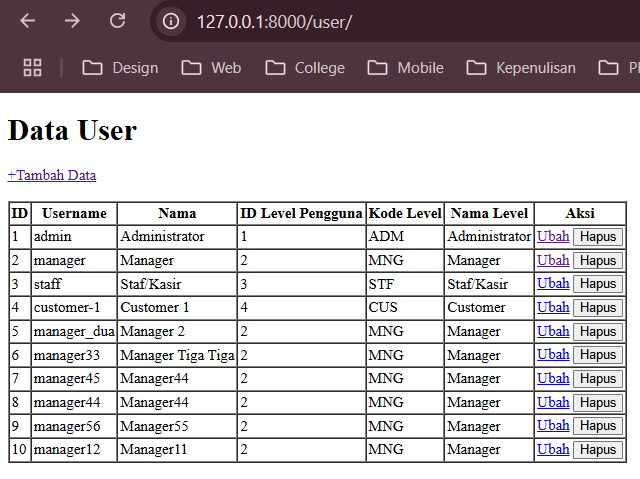 127.0.0.1:8000/user/
Design Web College Mobile Kepenulisan
Data User
+Tambah Data
ID Username Nama ID Level Pengguna Kode Level Nama Level Aksi
1 admin Administrator 1 ADM Administrator Ubah Hapus
2 manager Manager 2 MNG Manager Ubah Hapus
3 staff Staf/Kasir 3 STF Staf/Kasir Ubah Hapus
4 customer-1 Customer 1 4 CUS Customer Ubah Hapus
5 manager_dua Manager 2 2 MNG Manager Ubah Hapus
6 manager33 Manager Tiga Tiga 2 MNG Manager Ubah Hapus
7 manager45 Manager44 2 MNG Manager Ubah Hapus
8 manager44 Manager44 2 MNG Manager Ubah Hapus
9 manager56 Manager55 2 MNG Manager Ubah Hapus
10 manager12 Manager11 2 MNG Manager Ubah Hapus